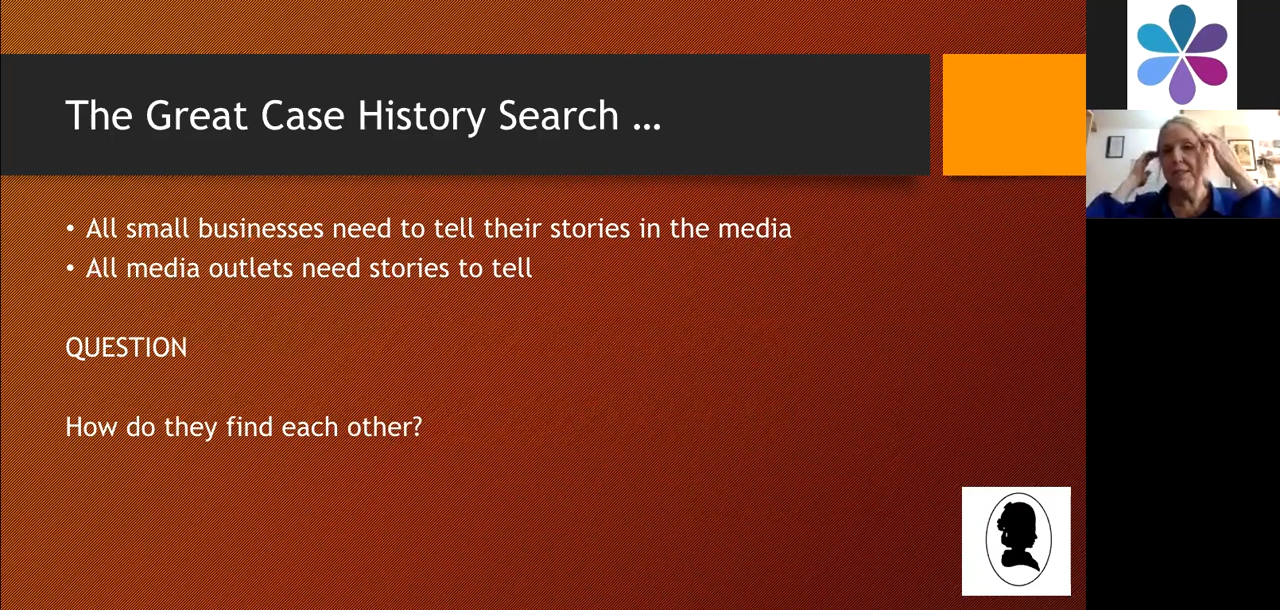 The Great Case History Search ...
• All small businesses need to tell their stories in the media
• All media outlets need stories to tell
QUESTION
How do they find each other?